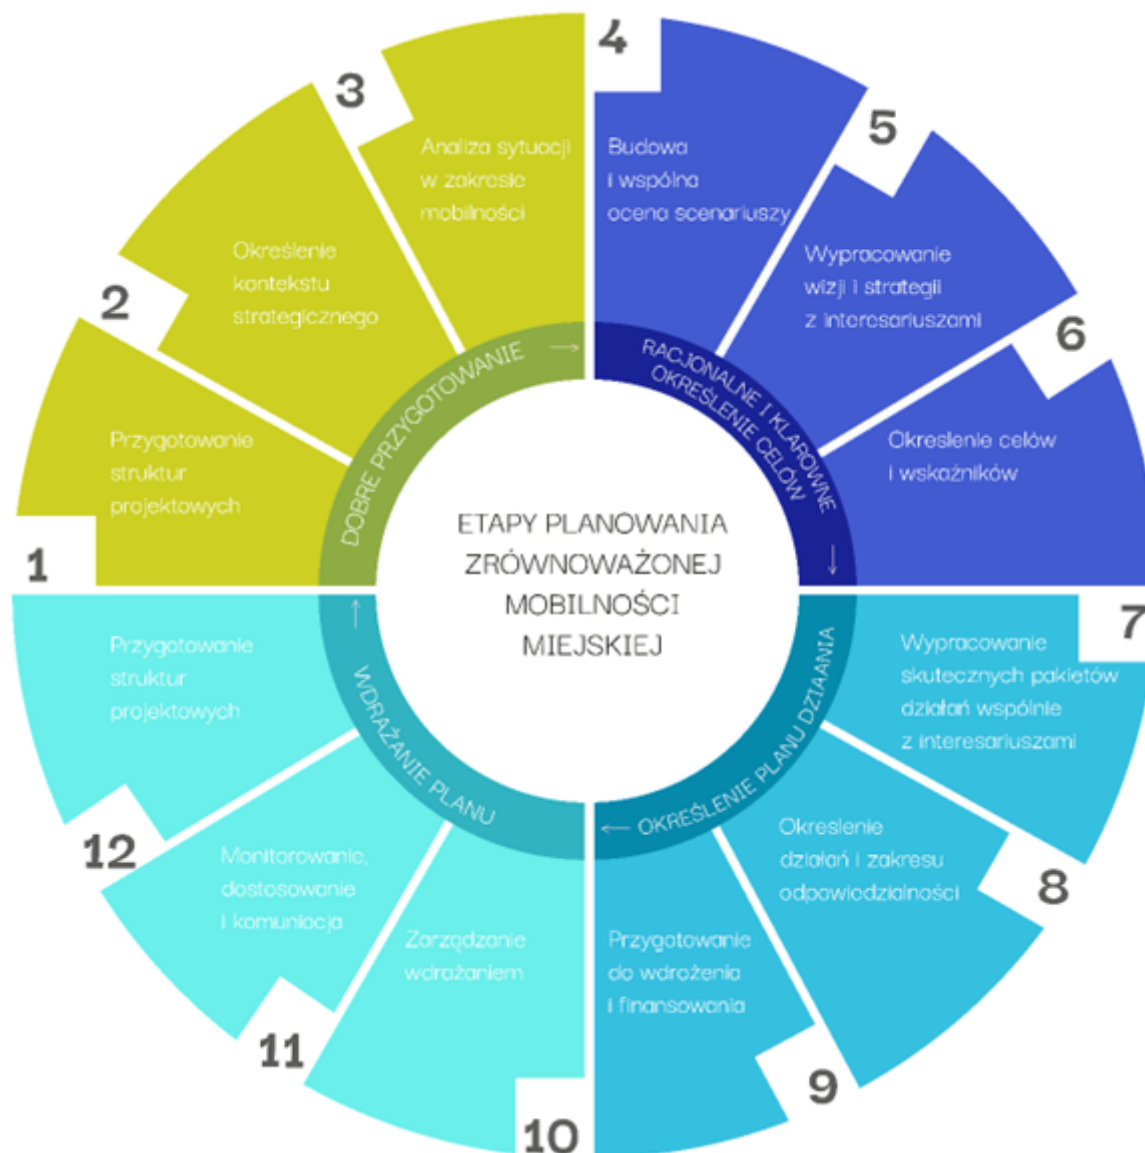 ETAPY PLANOWANIA
ZRÓWNOWAŻONEJ
MOBILNOŚCI
MIEJSKIEJ
DOBRE PRZYGOTOWANIE →
1
Przygotowanie
struktur
projektowych
2
Określenie
kontekstu
strategicznego
3
Analiza sytuacji
w zakresie
mobilności
RACJONALNE I KLAROWNE
OKREŚLENIE CELÓW
→
4
Budowa
i wspólna
ocena scenariuszy
5
Wypracowanie
wizji i strategii
z interesariuszami
6
Okreslenie celów
i wskaźników
OKREŚLENIE PLANU DZIAANIA
→
7
Wypracowanie
skutecznych pakietów
działań wspólnie
z interesariuszami
8
Okreslenie
działań i zakresu
odpowiedzialności
9
Przygotowanie
do wdrożenia
i finansowania
WDRAŻANIE PLANU
→
10
Zarządzanie
wdrażaniem
11
Monitorowanie,
dostosowanie
i komuniacja
12
Przygotowanie
struktur
projektowych